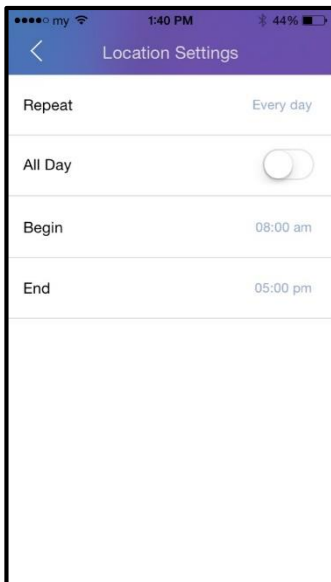 my 1:40 PM 44%
Location Settings
Repeat Every day
All Day
Begin 08:00 am
End 05:00 pm